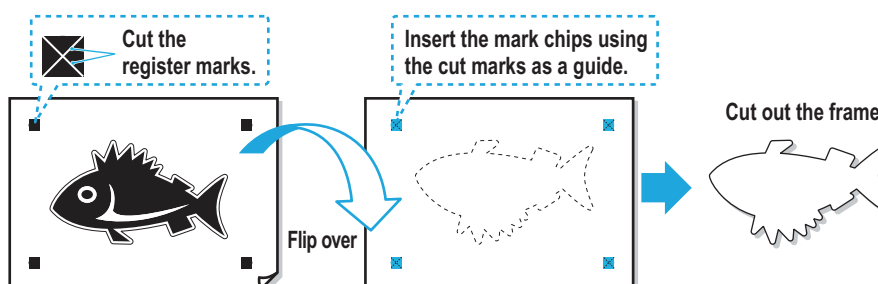 Cut the
register marks.
Insert the mark chips using
the cut marks as a guide.
Cut out the frame
Flip over